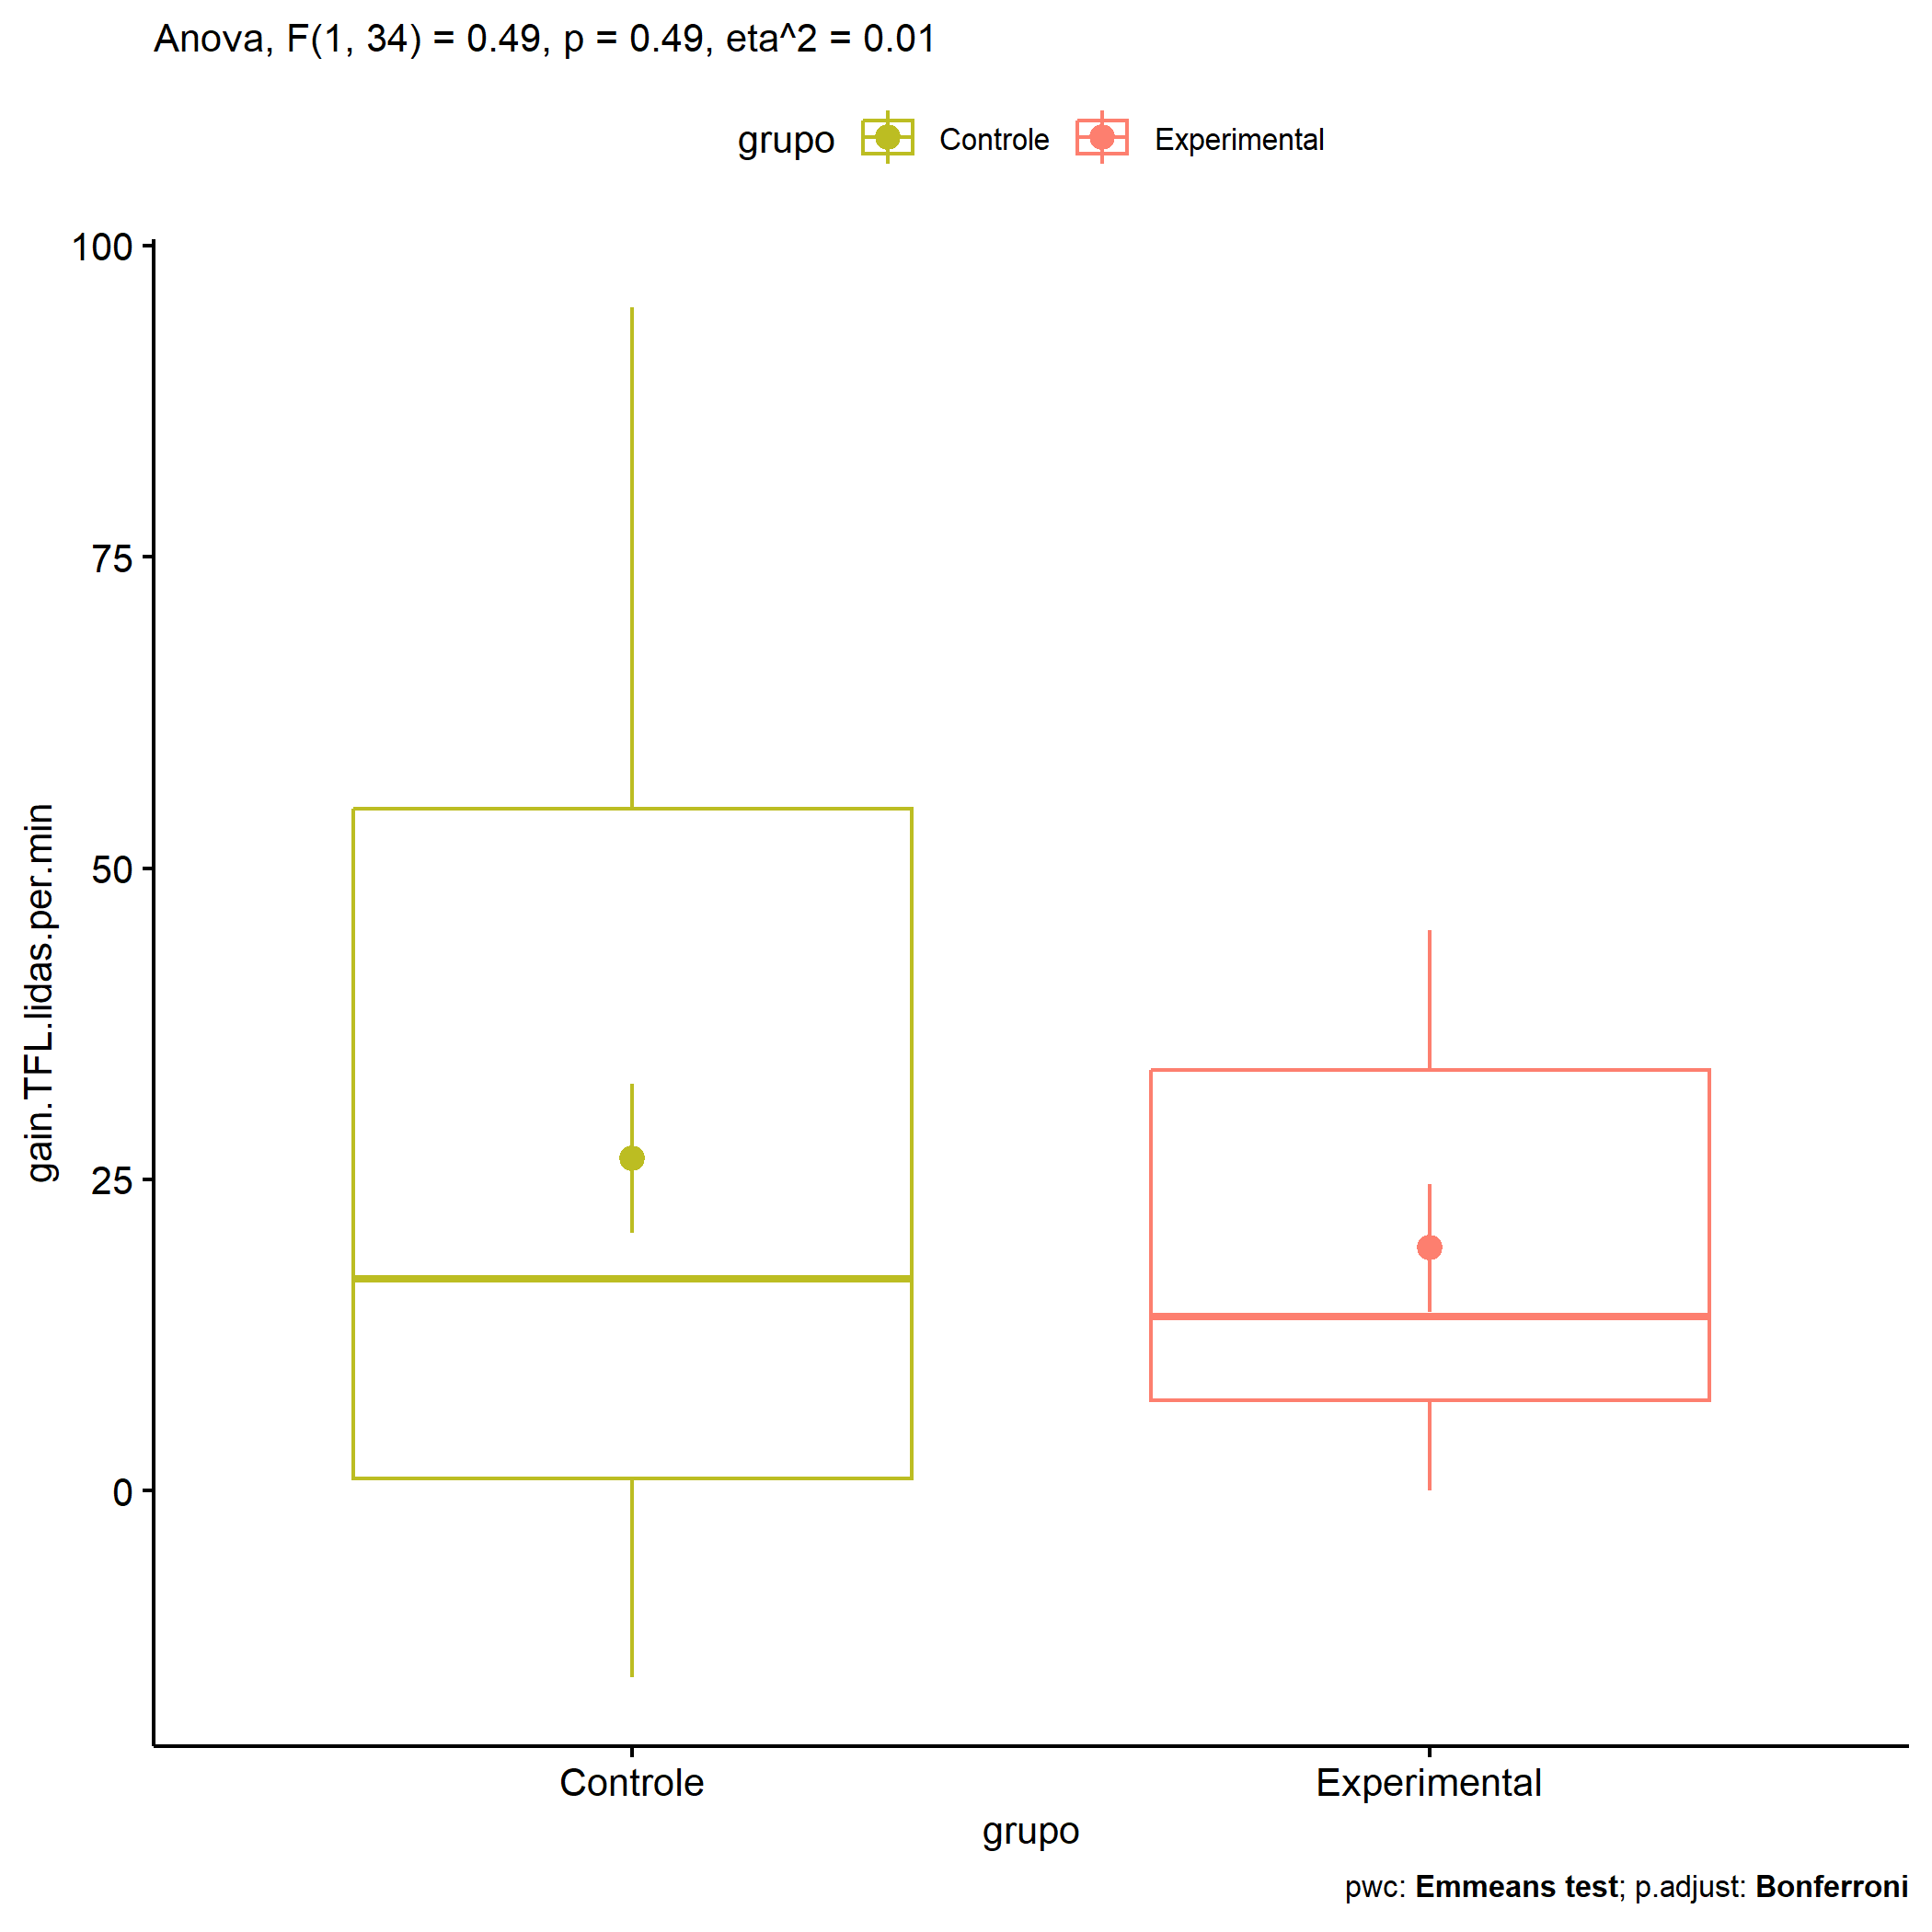 Anova, F(1, 34) = 0.49, p = 0.49, eta^2 = 0.01
grupo Controle Experimental
100
75
50
25
0
gain.TFL.lidas.per.min
Controle Experimental
grupo
pwc: Emmeans test; p.adjust: Bonferroni